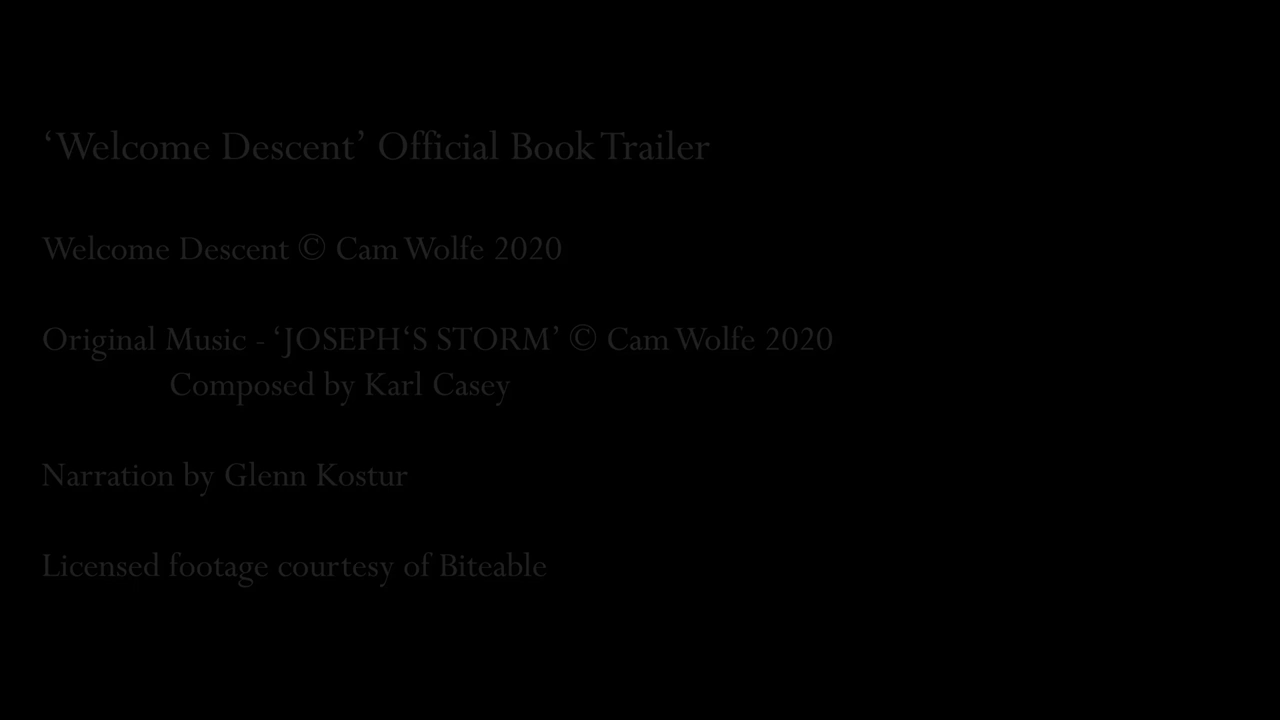 ‘Welcome Descent’ Official Book Trailer
Welcome Descent © Cam Wolfe 2020
Original Music - ‘JOSEPH‘S STORM’ © Cam Wolfe 2020
Composed by Karl Casey
Narration by Glenn Kostur
Licensed footage courtesy of Biteable